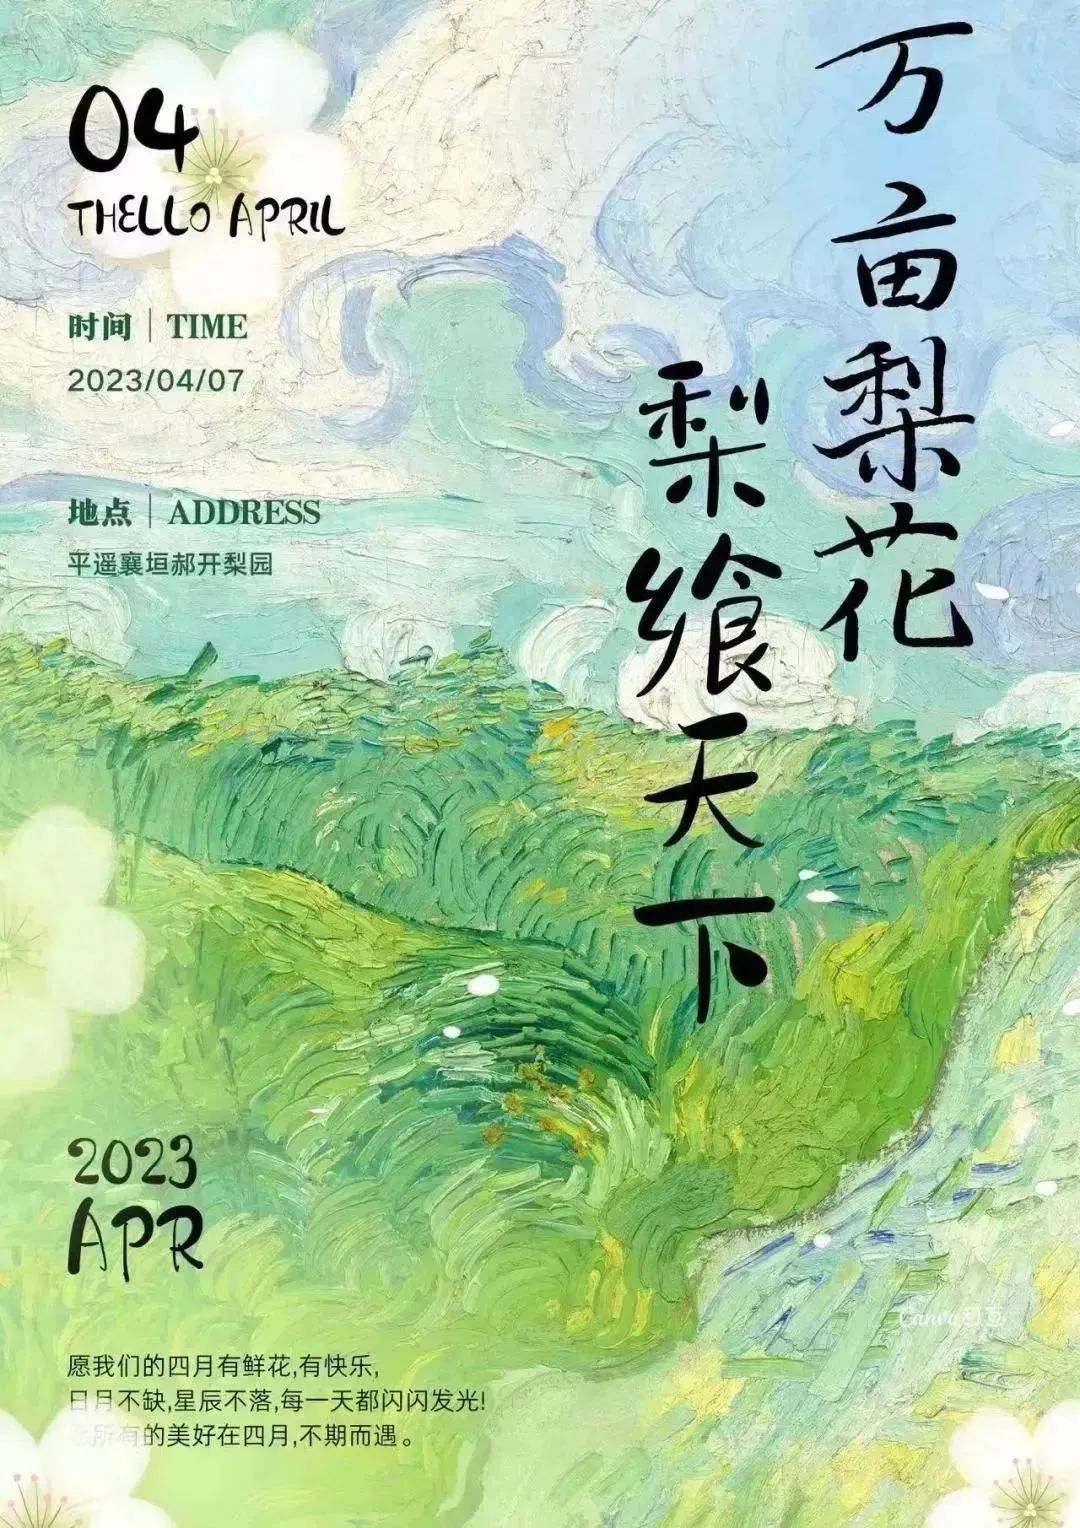 04
THELLO APRIL
时间｜TIME
2023/04/07
地点｜ADDRESS
平遥襄垣郝开梨园
万亩梨花
梨飨天下
2023
APR
愿我们的四月有鲜花,有快乐,
日月不缺,星辰不落,每一天都闪闪发光!
所有的美好在四月,不期而遇。
Canva可画